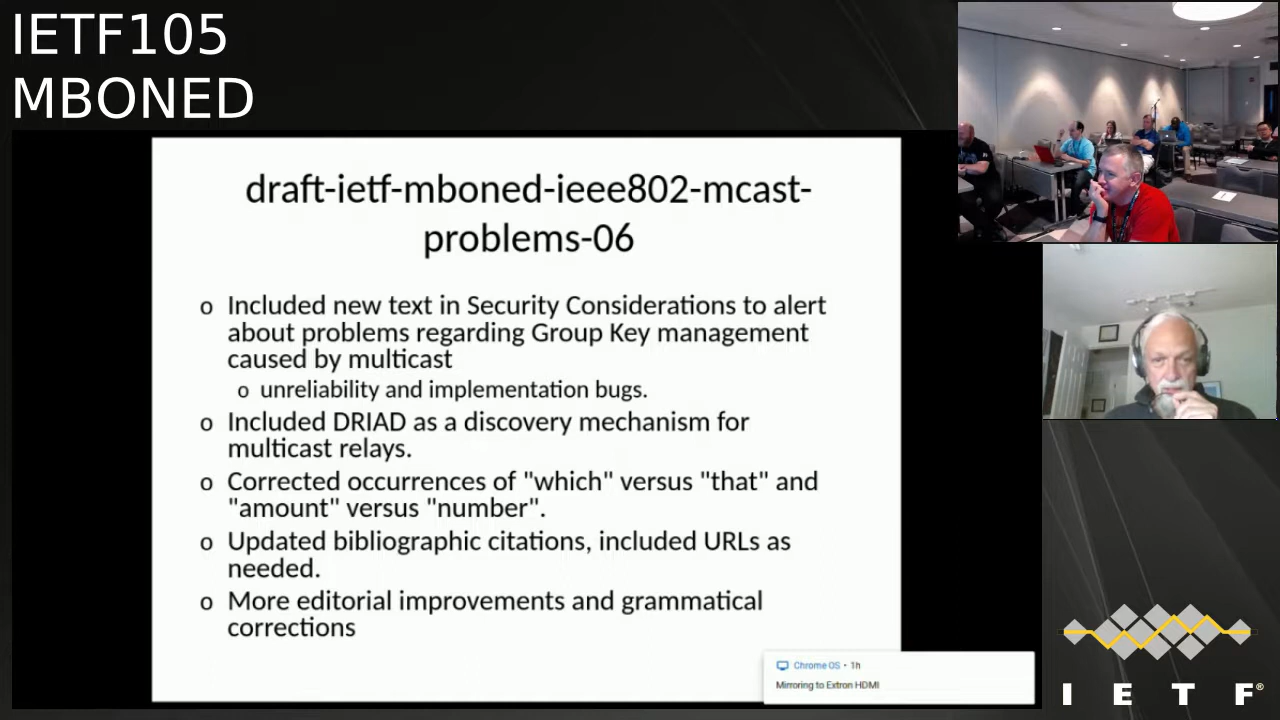 IETF105
MBONED
draft-ietf-mboned-ieee802-mcast-
problems-06
o Included new text in Security Considerations to alert
about problems regarding Group Key management
caused by multicast
o unreliability and implementation bugs.
o Included DRIAD as a discovery mechanism for
multicast relays.
o Corrected occurrences of "which" versus "that" and
"amount" versus "number".
o Updated bibliographic citations, included URLs as
needed.
o More editorial improvements and grammatical
corrections
Chrome OS • 1h
Mirroring to Extron HDMI
I E T F®